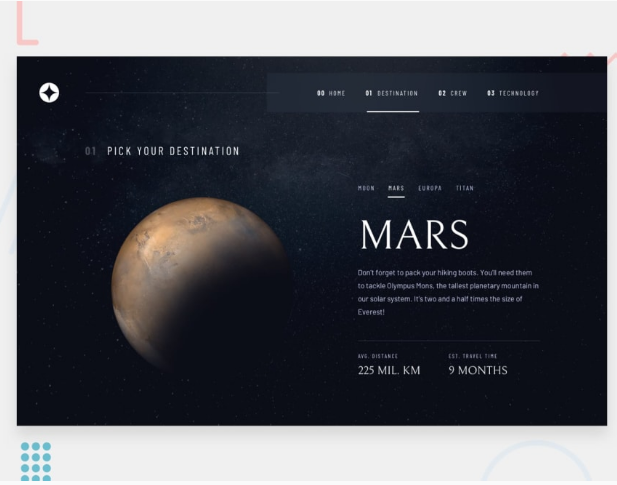 00 HOME 01 DESTINATION 02 CREW 03 TECHNOLOGY
01 PICK YOUR DESTINATION
MOON MARS EUROPA TITAN
MARS
Don't forget to pack your hiking boots. You'll need them
to tackle Olympus Mons, the tallest planetary mountain in
our solar system. It's two and a half times the size of
Everest!
AVG. DISTANCE EST. TRAVEL TIME
225 MIL. KM 9 MONTHS